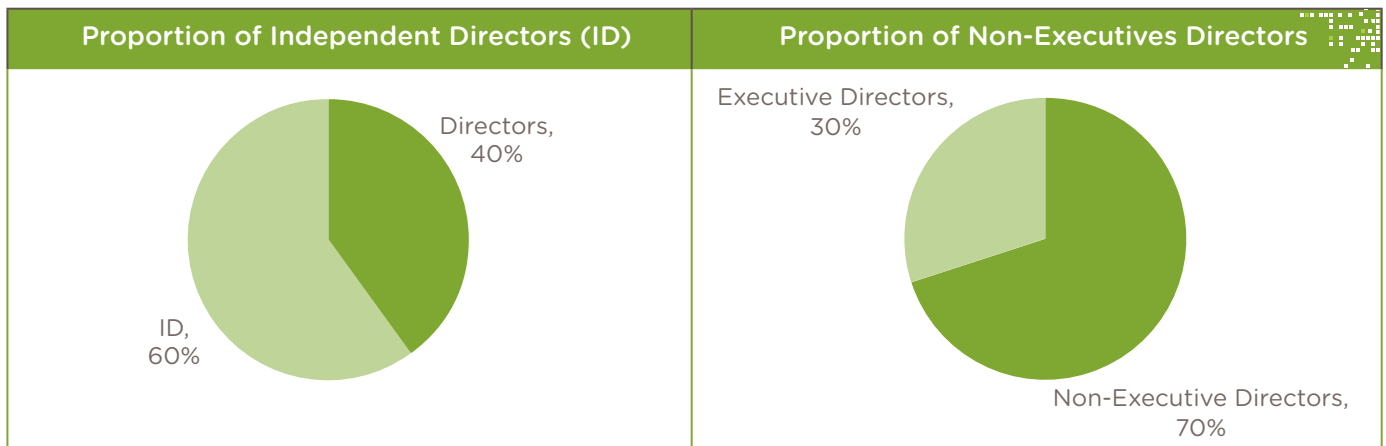 Proportion of Independent Directors (ID)
Directors,
40%
ID,
60%
Proportion of Non-Executives Directors
Executive Directors,
30%
Non-Executive Directors,
70%